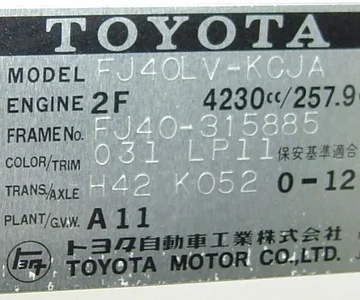 TOYOTA
MODEL FJ40LV-KCJA
ENGINE 2F 4230cc/257.9
FRAME No. FJ40-315885
COLOR/TRIM 031 LP11 保安基準適合
TRANS./AXLE H42 K052 0-12
PLANT/G.V.W. A11
トヨタ自動車工業株式会社
TOYOTA MOTOR CO.,LTD.